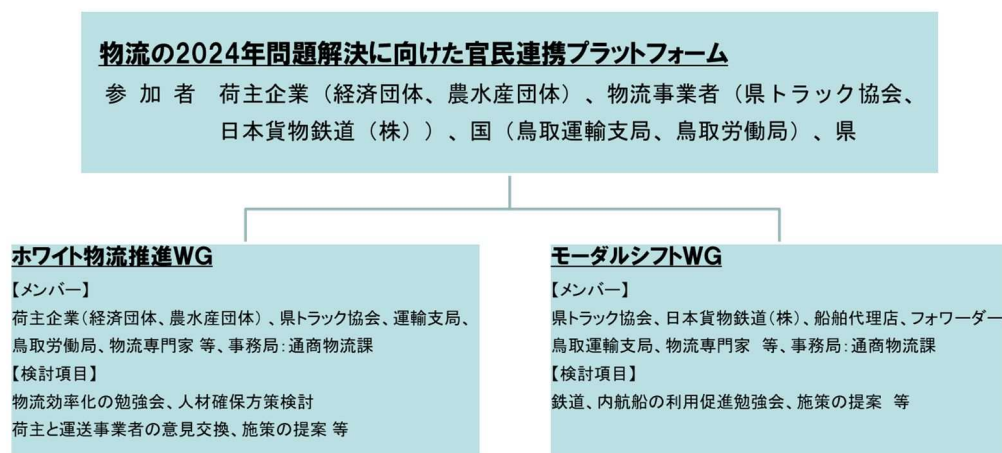 物流の2024年問題解決に向けた官民連携プラットフォーム
参 加 者 荷主企業（経済団体、農水産団体）、物流事業者（県トラック協会、
日本貨物鉄道（株））、国（鳥取運輸支局、鳥取労働局）、県
ホワイト物流推進WG
【メンバー】
荷主企業（経済団体、農水産団体）、県トラック協会、運輸支局、
鳥取労働局、物流専門家 等、事務局：通商物流課
【検討項目】
物流効率化の勉強会、人材確保方策検討
荷主と運送事業者の意見交換、施策の提案 等
モーダルシフトWG
【メンバー】
県トラック協会、日本貨物鉄道（株）、船舶代理店、フォワーダー
鳥取運輸支局、物流専門家 等、事務局：通商物流課
【検討項目】
鉄道、内航船の利用促進勉強会、施策の提案 等